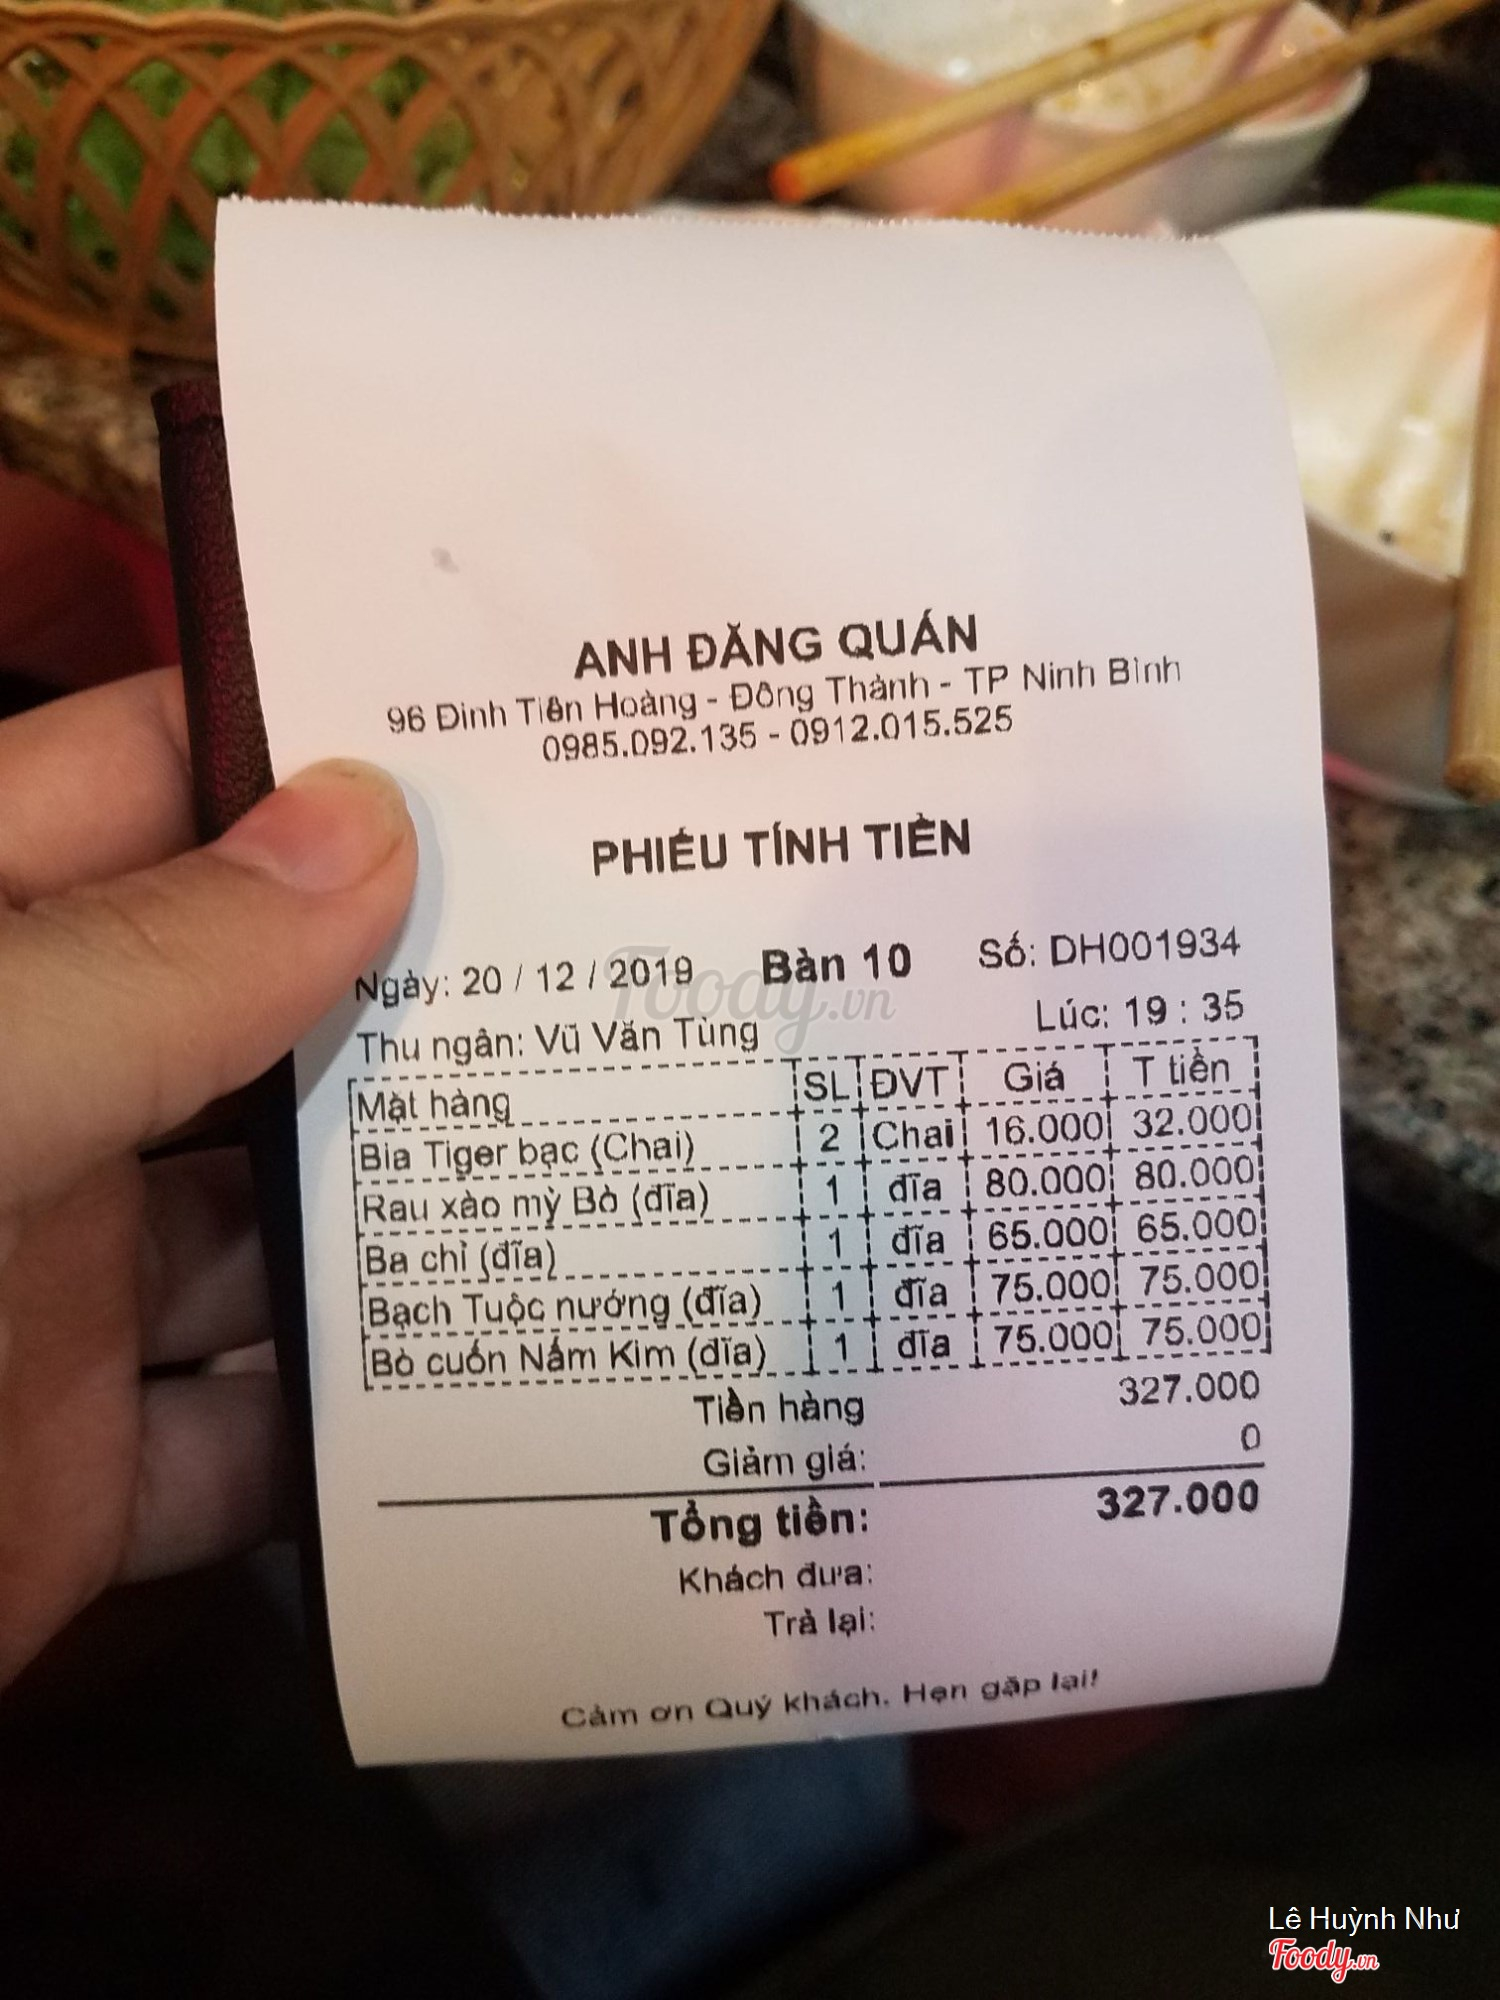 ANH ĐĂNG QUÁN
96 Đinh Tiên Hoàng - Đông Thành - TP Ninh Bình
0985.092.135 - 0912.015.525
PHIẾU TÍNH TIỀN
Ngày: 20 / 12 / 2019 Bàn 10 Số: DH001934
Thu ngân: Vũ Văn Tùng Lúc: 19 : 35
Mặt hàng SL ĐVT Giá T tiền
Bia Tiger bạc (Chai) 2 Chai 16.000 32.000
Rau xào mỳ Bò (đĩa) 1 đĩa 80.000 80.000
Ba chỉ (đĩa) 1 đĩa 65.000 65.000
Bạch Tuộc nướng (đĩa) 1 đĩa 75.000 75.000
Bò cuốn Nấm Kim (đĩa) 1 đĩa 75.000 75.000
Tiền hàng 327.000
Giảm giá: 0
Tổng tiền: 327.000
Khách đưa:
Trả lại:
Cảm ơn Quý khách. Hẹn gặp lại!
Foody.vn
Lê Huỳnh Như
Foody.vn